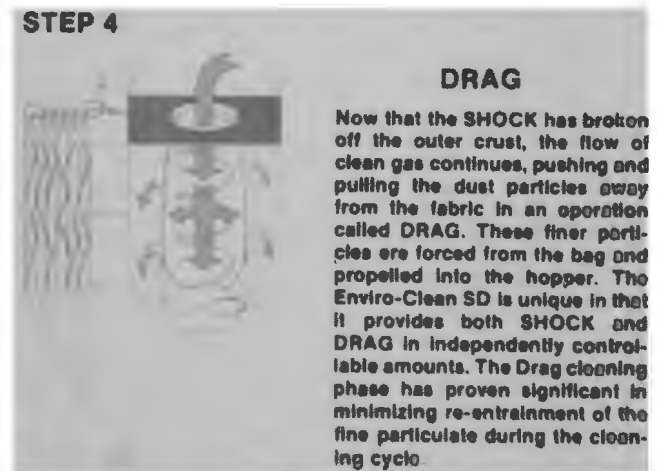 STEP 4
DRAG
Now that the SHOCK has broken
off the outer crust, the flow of
clean gas continues, pushing and
pulling the dust particles away
from the fabric in an operation
called DRAG. These finer parti-
cles are forced from the bag and
propelled into the hopper. The
Enviro-Clean SD is unique in that
it provides both SHOCK and
DRAG in independently control-
lable amounts. The Drag cleaning
phase has proven significant in
minimizing re-entrainment of the
fine particulate during the clean-
ing cycle